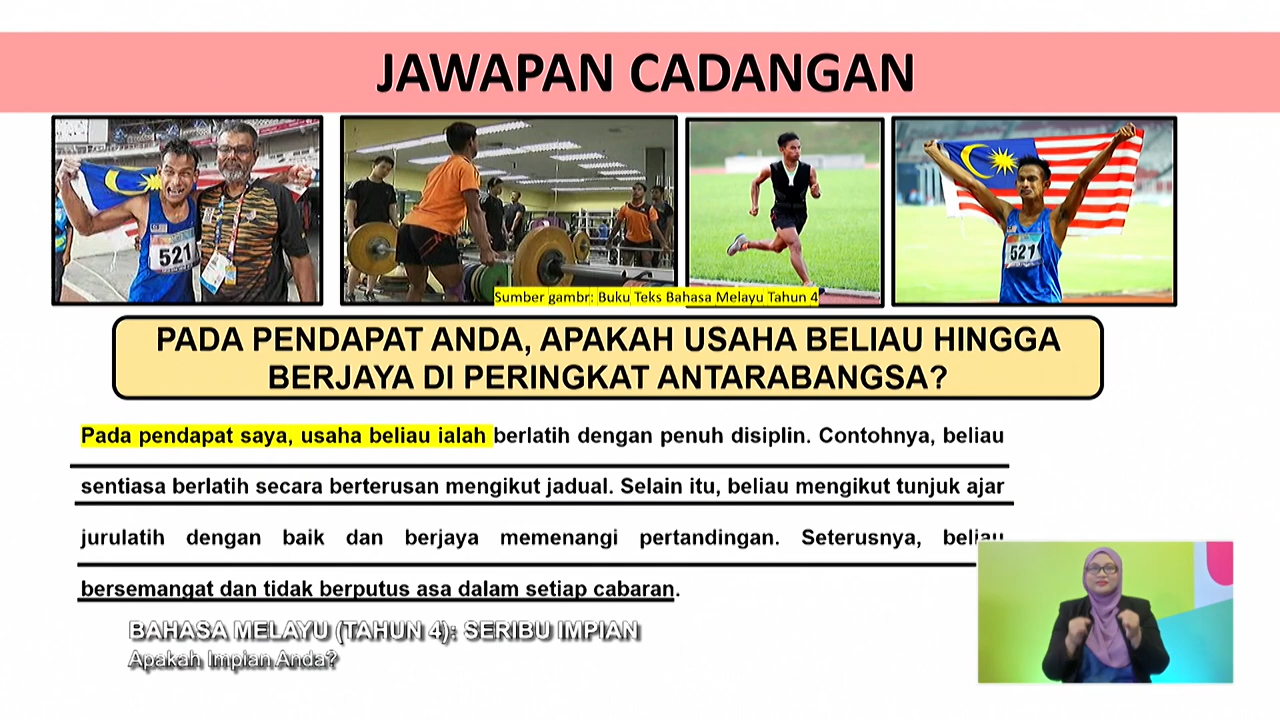 JAWAPAN CADANGAN
521
521
Sumber gambr: Buku Teks Bahasa Melayu Tahun 4
PADA PENDAPAT ANDA, APAKAH USAHA BELIAU HINGGA
BERJAYA DI PERINGKAT ANTARABANGSA?
Pada pendapat saya, usaha beliau ialah berlatih dengan penuh disiplin. Contohnya, beliau
sentiasa berlatih secara berterusan mengikut jadual. Selain itu, beliau mengikut tunjuk ajar
jurulatih dengan baik dan berjaya memenangi pertandingan. Seterusnya, beliau
bersemangat dan tidak berputus asa dalam setiap cabaran.
BAHASA MELAYU (TAHUN 4): SERIBU IMPIAN
Apakah Impian Anda?